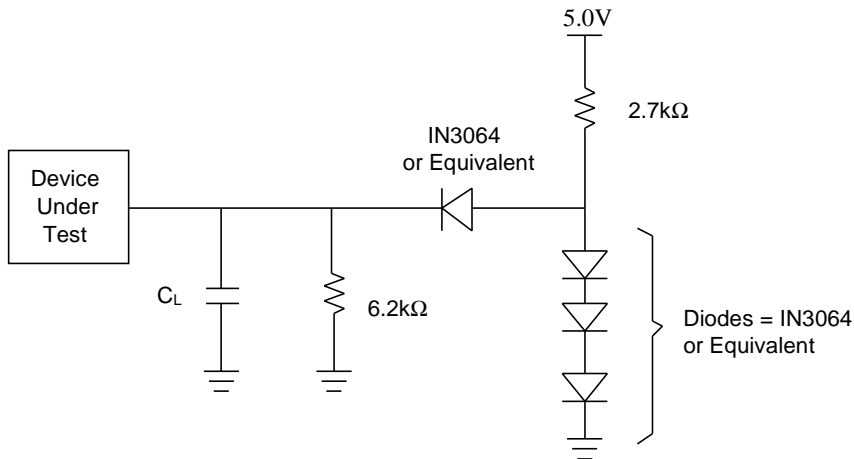 5.0V
2.7kΩ
IN3064
or Equivalent
Device
Under
Test
CL
6.2kΩ
Diodes = IN3064
or Equivalent